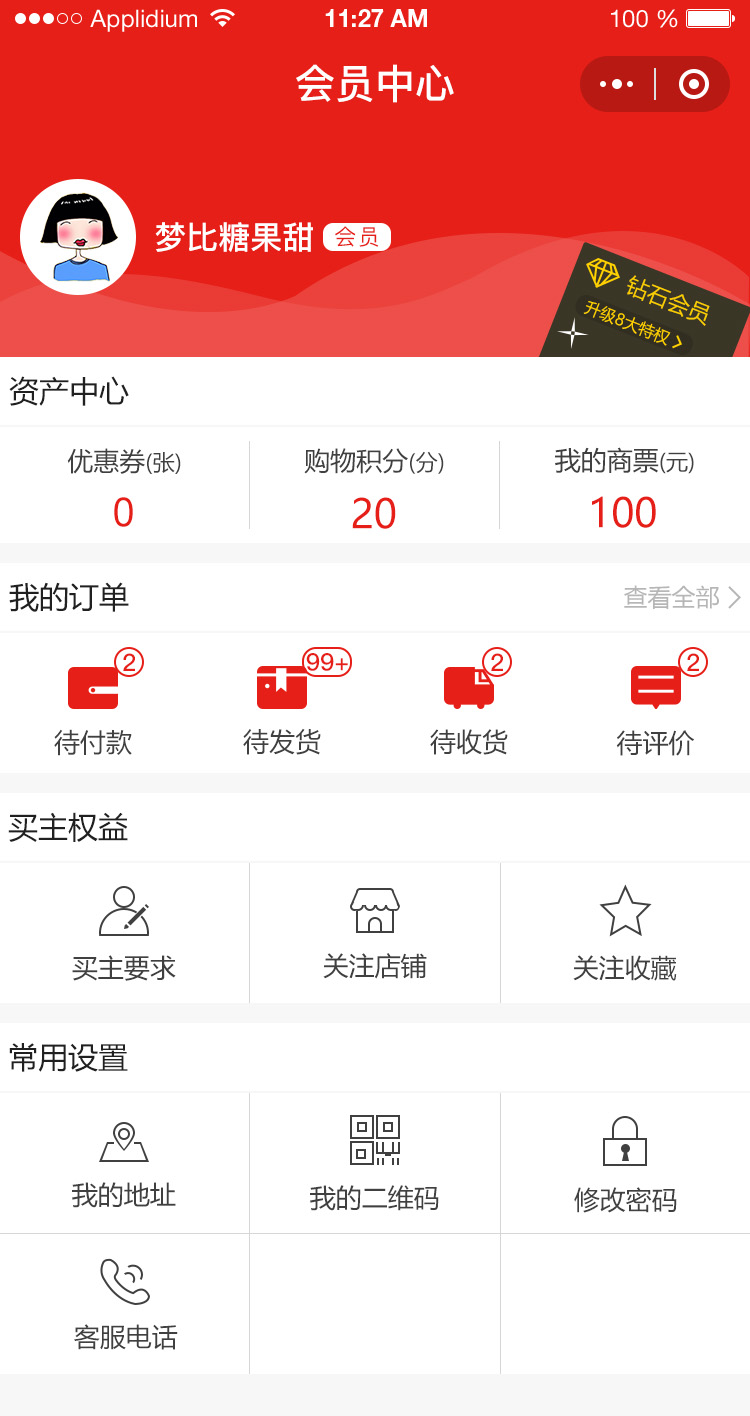 Applidium 11:27 AM 100 %
会员中心
梦比糖果甜 会员
钻石会员
升级8大特权
资产中心
优惠券(张) 购物积分(分) 我的商票(元)
0 20 100
我的订单 查看全部
2 99+ 2 2
待付款 待发货 待收货 待评价
买主权益
买主要求 关注店铺 关注收藏
常用设置
我的地址 我的二维码 修改密码
客服电话